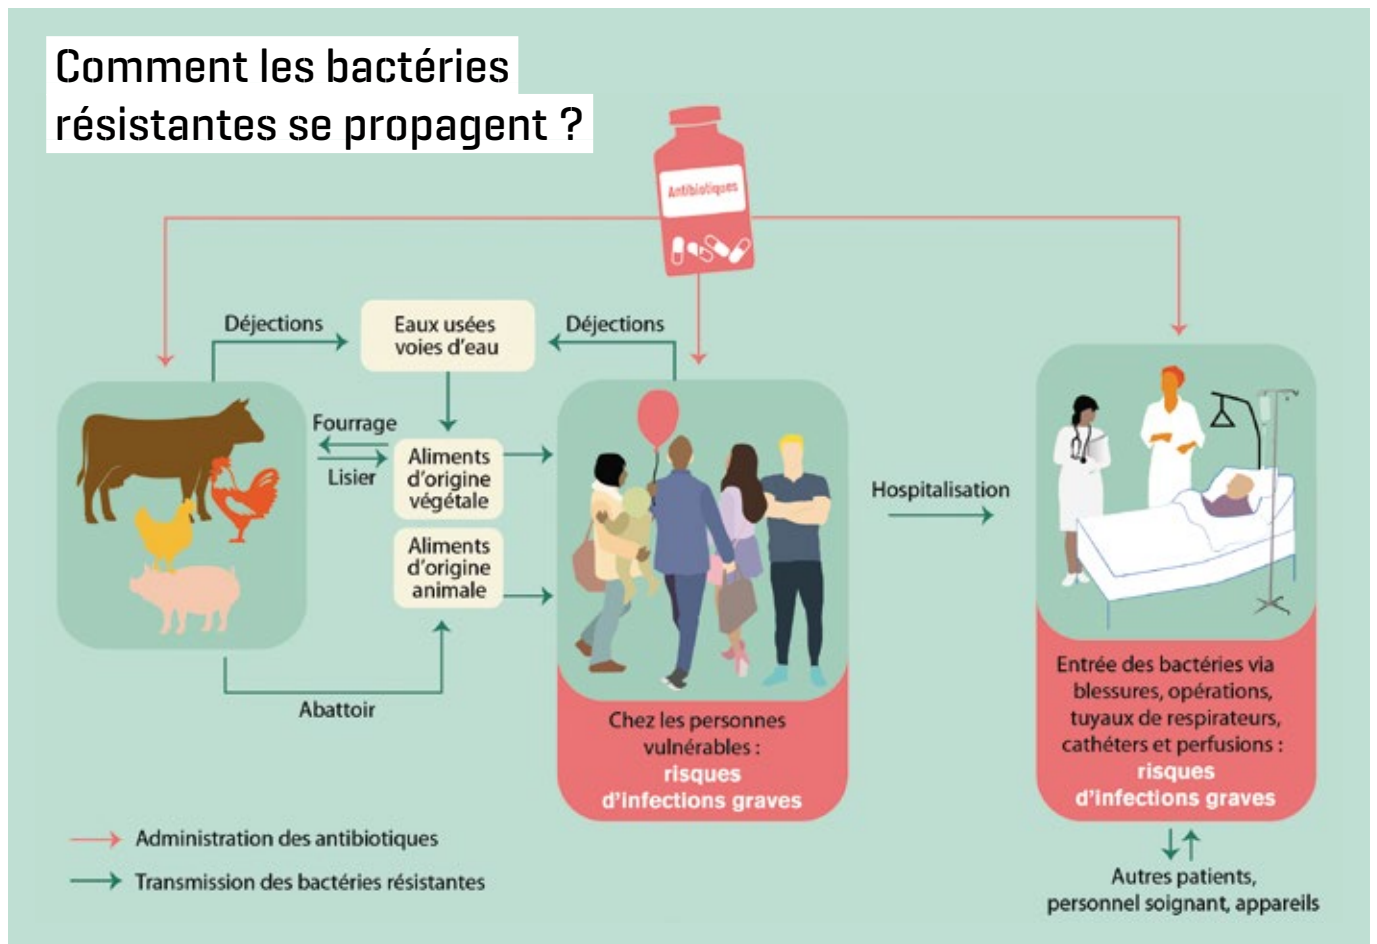 Comment les bactéries
résistantes se propagent ?
Antibiotiques
Déjections
Eaux usées
voies d'eau
Déjections
Fourrage
Lisier
Aliments
d'origine
végétale
Aliments
d'origine
animale
Abattoir
Hospitalisation
Chez les personnes
vulnérables :
risques
d'infections graves
Entrée des bactéries via
blessures, opérations,
tuyaux de respirateurs,
cathéters et perfusions :
risques
d'infections graves
Autres patients,
personnel soignant, appareils
Administration des antibiotiques
Transmission des bactéries résistantes